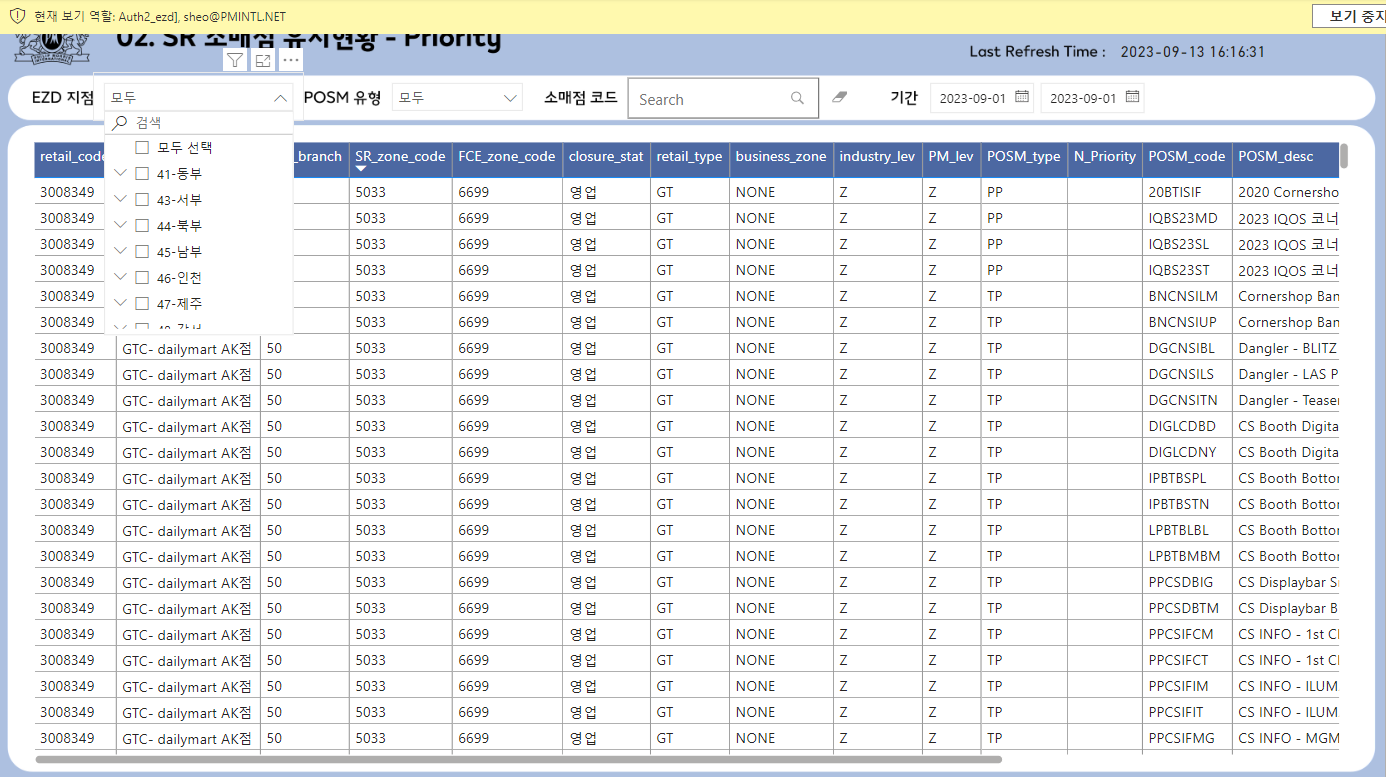 현재 보기 역할: Auth2_ezd], sheo@PMINTL.NET
보기 중지
02. SR 소매점 유지현황 - Priority
Last Refresh Time : 2023-09-13 16:16:31
EZD 지점 모두 POSM 유형 모두 소매점 코드 Search 기간 2023-09-01 2023-09-01
검색
모두 선택
41-동부
43-서부
44-북부
45-남부
46-인천
47-제주
retail_code _branch SR_zone_code FCE_zone_code closure_stat retail_type business_zone industry_lev PM_lev POSM_type N_Priority POSM_code POSM_desc
3008349 5033 6699 영업 GT NONE Z Z PP 20BTISIF 2020 Cornersho
3008349 5033 6699 영업 GT NONE Z Z PP IQBS23MD 2023 IQOS 코너
3008349 5033 6699 영업 GT NONE Z Z PP IQBS23SL 2023 IQOS 코너
3008349 5033 6699 영업 GT NONE Z Z PP IQBS23ST 2023 IQOS 코너
3008349 5033 6699 영업 GT NONE Z Z TP BNCNSILM Cornershop Ban
3008349 5033 6699 영업 GT NONE Z Z TP BNCNSIUP Cornershop Ban
3008349 GTC- dailymart AK점 50 5033 6699 영업 GT NONE Z Z TP DGCNSIBL Dangler - BLITZ
3008349 GTC- dailymart AK점 50 5033 6699 영업 GT NONE Z Z TP DGCNSILS Dangler - LAS P
3008349 GTC- dailymart AK점 50 5033 6699 영업 GT NONE Z Z TP DGCNSITN Dangler - Teaser
3008349 GTC- dailymart AK점 50 5033 6699 영업 GT NONE Z Z TP DIGLCDBD CS Booth Digita
3008349 GTC- dailymart AK점 50 5033 6699 영업 GT NONE Z Z TP DIGLCDNY CS Booth Digita
3008349 GTC- dailymart AK점 50 5033 6699 영업 GT NONE Z Z TP IPBTBSPL CS Booth Bottor
3008349 GTC- dailymart AK점 50 5033 6699 영업 GT NONE Z Z TP IPBTBSTN CS Booth Bottor
3008349 GTC- dailymart AK점 50 5033 6699 영업 GT NONE Z Z TP LPBTBLBL CS Booth Bottor
3008349 GTC- dailymart AK점 50 5033 6699 영업 GT NONE Z Z TP LPBTBMBM CS Booth Bottor
3008349 GTC- dailymart AK점 50 5033 6699 영업 GT NONE Z Z TP PPCSDBIG CS Displaybar Sr
3008349 GTC- dailymart AK점 50 5033 6699 영업 GT NONE Z Z TP PPCSDBTM CS Displaybar B
3008349 GTC- dailymart AK점 50 5033 6699 영업 GT NONE Z Z TP PPCSIFCM CS INFO - 1st Cl
3008349 GTC- dailymart AK점 50 5033 6699 영업 GT NONE Z Z TP PPCSIFCT CS INFO - 1st Cl
3008349 GTC- dailymart AK점 50 5033 6699 영업 GT NONE Z Z TP PPCSIFIM CS INFO - ILUM
3008349 GTC- dailymart AK점 50 5033 6699 영업 GT NONE Z Z TP PPCSIFIT CS INFO - ILUM
3008349 GTC- dailymart AK점 50 5033 6699 영업 GT NONE Z Z TP PPCSIFMG CS INFO - MGM